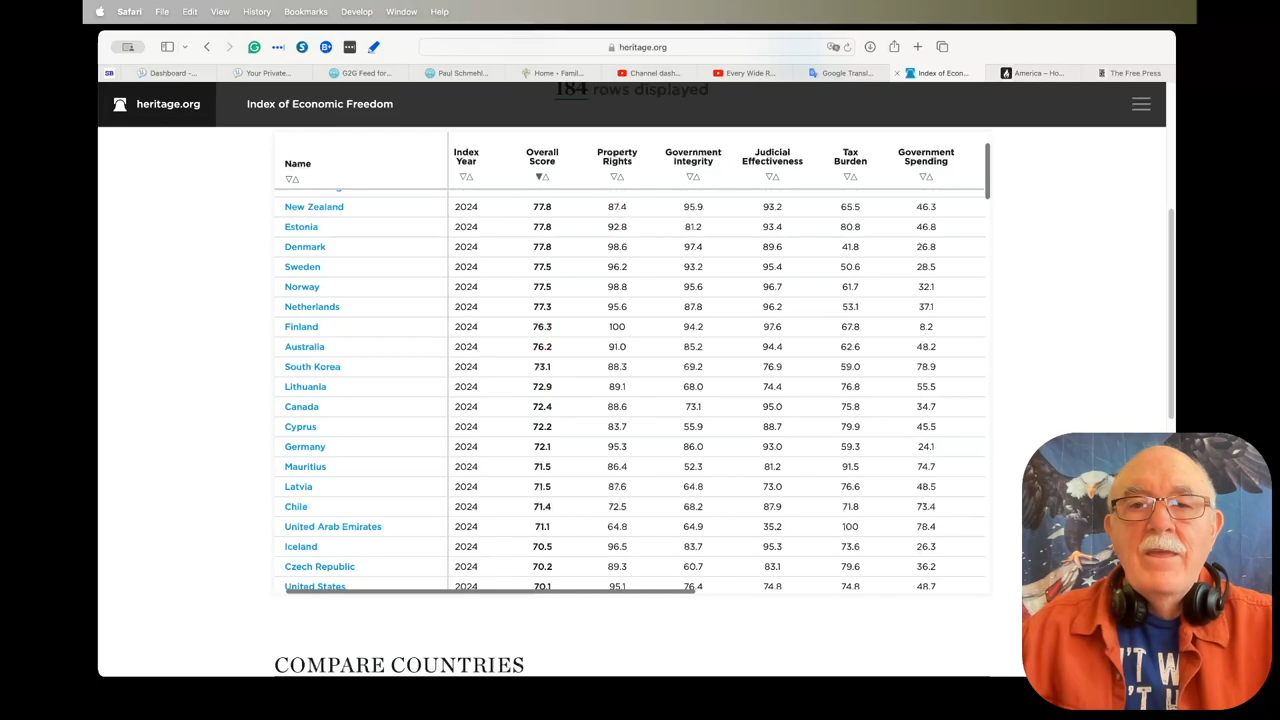 Safari File Edit View History Bookmarks Develop Window Help
heritage.org
SB Dashboard -... Your Private... G2G Feed for... Paul Schmehl... Home • Famil... Channel dash... Every Wide R... Google Transl... Index of Econ... America – Ho... The Free Press
heritage.org Index of Economic Freedom
184 rows displayed
Name Index Year Overall Score Property Rights Government Integrity Judicial Effectiveness Tax Burden Government Spending
New Zealand 2024 77.8 87.4 95.9 93.2 65.5 46.3
Estonia 2024 77.8 92.8 81.2 93.4 80.8 46.8
Denmark 2024 77.8 98.6 97.4 89.6 41.8 26.8
Sweden 2024 77.5 96.2 93.2 95.4 50.6 28.5
Norway 2024 77.5 98.8 95.6 96.7 61.7 32.1
Netherlands 2024 77.3 95.6 87.8 96.2 53.1 37.1
Finland 2024 76.3 100 94.2 97.6 67.8 8.2
Australia 2024 76.2 91.0 85.2 94.4 62.6 48.2
South Korea 2024 73.1 88.3 69.2 76.9 59.0 78.9
Lithuania 2024 72.9 89.1 68.0 74.4 76.8 55.5
Canada 2024 72.4 88.6 73.1 95.0 75.8 34.7
Cyprus 2024 72.2 83.7 55.9 88.7 79.9 45.5
Germany 2024 72.1 95.3 86.0 93.0 59.3 24.1
Mauritius 2024 71.5 86.4 52.3 81.2 91.5 74.7
Latvia 2024 71.5 87.6 64.8 73.0 76.6 48.5
Chile 2024 71.4 72.5 68.2 87.9 71.8 73.4
United Arab Emirates 2024 71.1 64.8 64.9 35.2 100 78.4
Iceland 2024 70.5 96.5 83.7 95.3 73.6 26.3
Czech Republic 2024 70.2 89.3 60.7 83.1 79.6 36.2
United States 2024 70.1 95.1 76.4 74.8 74.8 48.7
COMPARE COUNTRIES